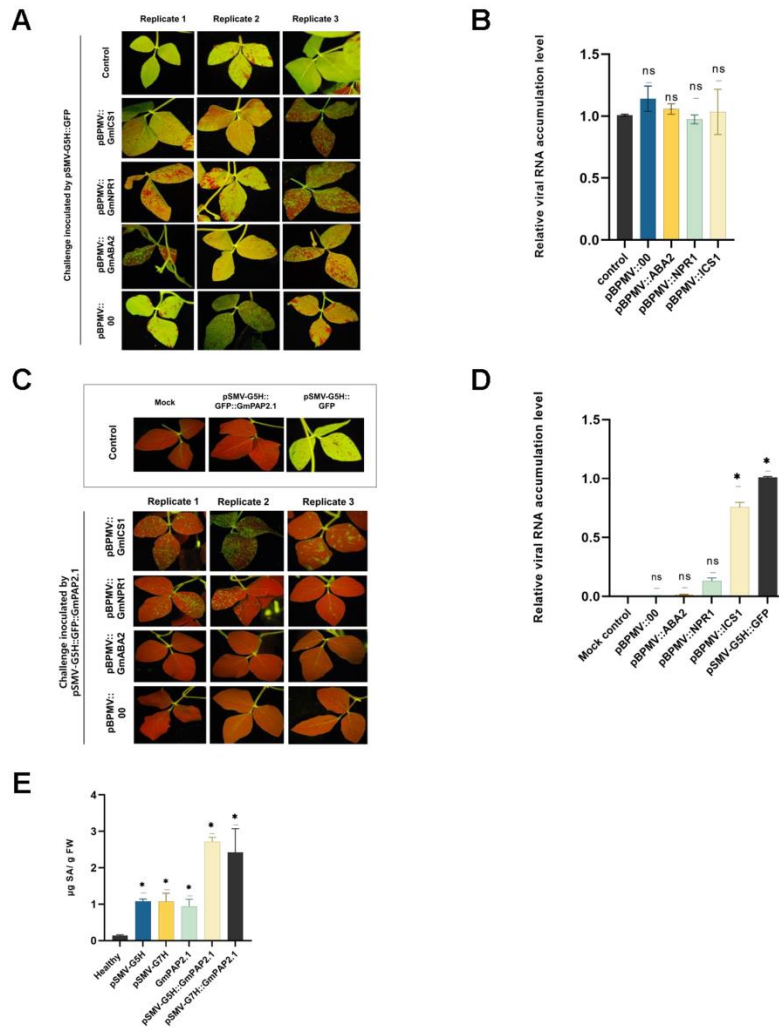 A
Replicate 1 Replicate 2 Replicate 3
Challenge inoculated by pSMV-G5H::GFP
Control
pBPMV::
GmICS1
pBPMV::
GmNPR1
pBPMV::
GmABA2
pBPMV::
00
B
Relative viral RNA accumulation level
1.5
1.0
0.5
0.0
ns
ns
ns
ns
control
pBPMV::00
pBPMV::ABA2
pBPMV::NPR1
pBPMV::ICS1
C
Mock
pSMV-G5H::
GFP::GmPAP2.1
pSMV-G5H::
GFP
Control
Replicate 1 Replicate 2 Replicate 3
Challenge inoculated by
pSMV-G5H::GFP::GmPAP2.1
pBPMV::
GmICS1
pBPMV::
GmNPR1
pBPMV::
GmABA2
pBPMV::
00
D
Relative viral RNA accumulation level
1.5
1.0
0.5
0.0
ns
ns
ns
*
*
Mock control
pBPMV::00
pBPMV::ABA2
pBPMV::NPR1
pBPMV::ICS1
pSMV-G5H::GFP
E
µg SA/ g FW
4
3
2
1
0
*
*
*
*
*
Healthy
pSMV-G5H
pSMV-G7H
GmPAP2.1
pSMV-G5H::GmPAP2.1
pSMV-G7H::GmPAP2.1